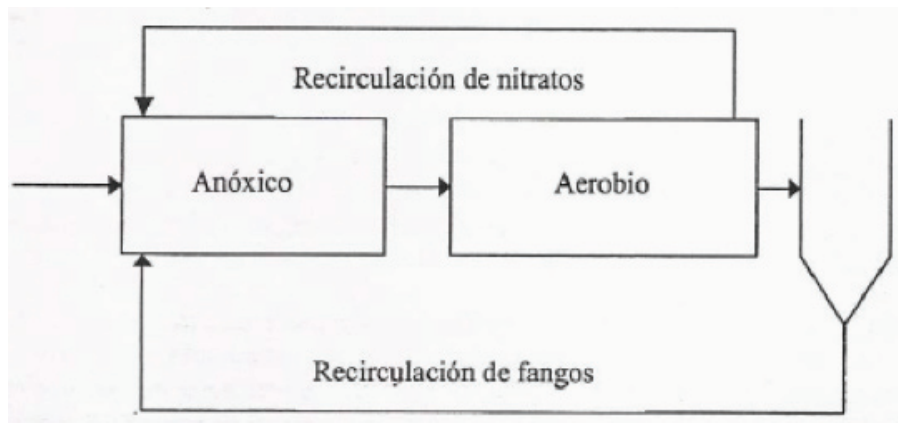 Recirculación de nitratos
Anóxico
Aerobio
Recirculación de fangos